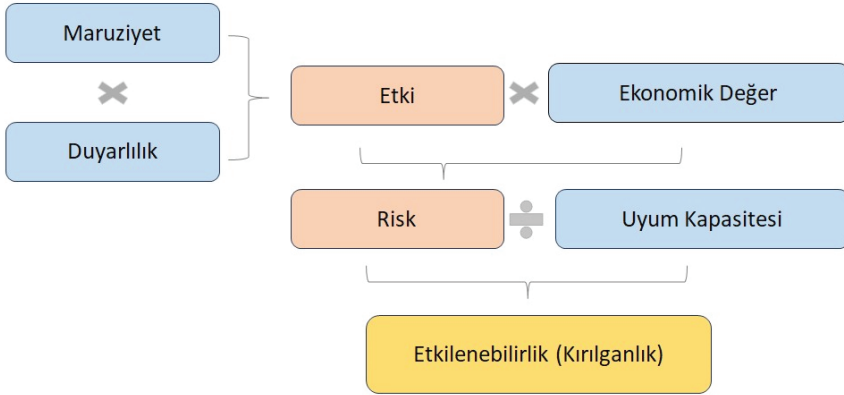 Maruziyet
Duyarlılık
Etki
Ekonomik Değer
Risk
Uyum Kapasitesi
Etkilenebilirlik (Kırılganlık)